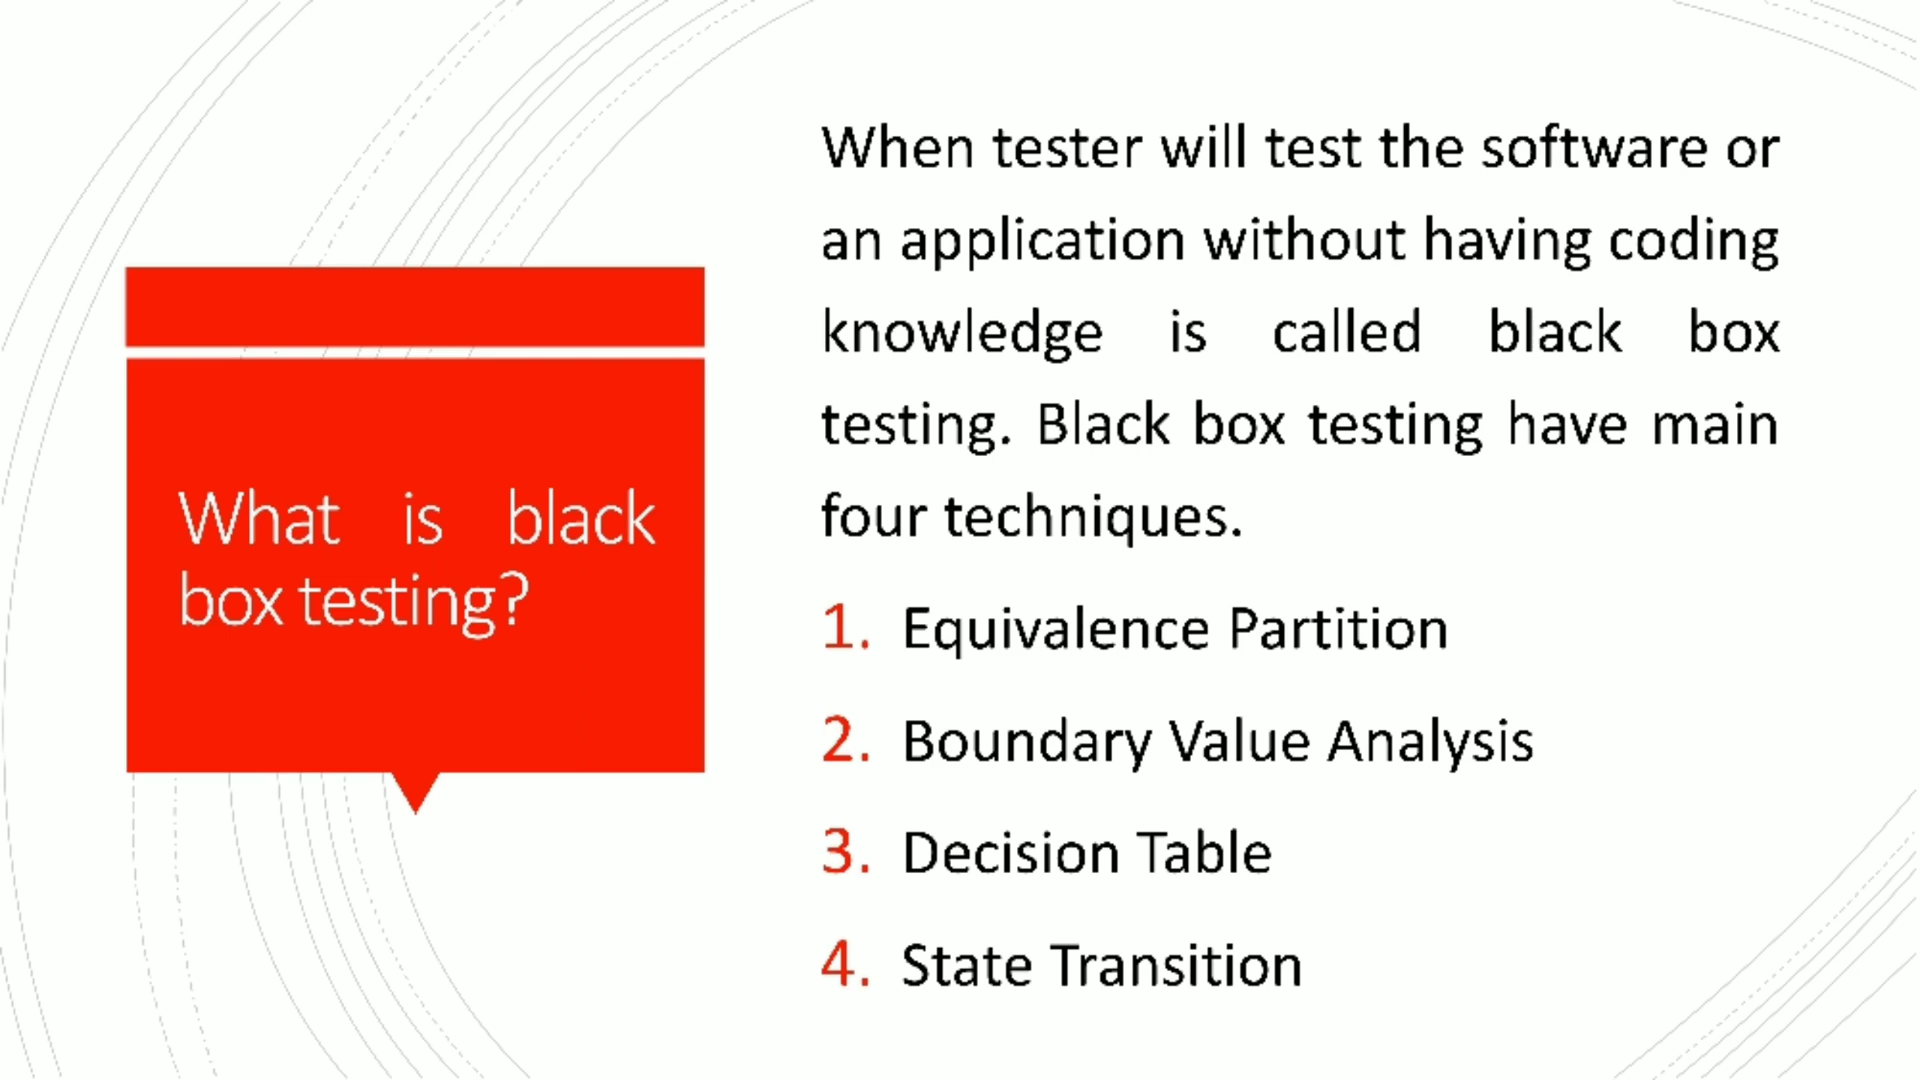 What is black
box testing?
When tester will test the software or
an application without having coding
knowledge is called black box
testing. Black box testing have main
four techniques.
1. Equivalence Partition
2. Boundary Value Analysis
3. Decision Table
4. State Transition